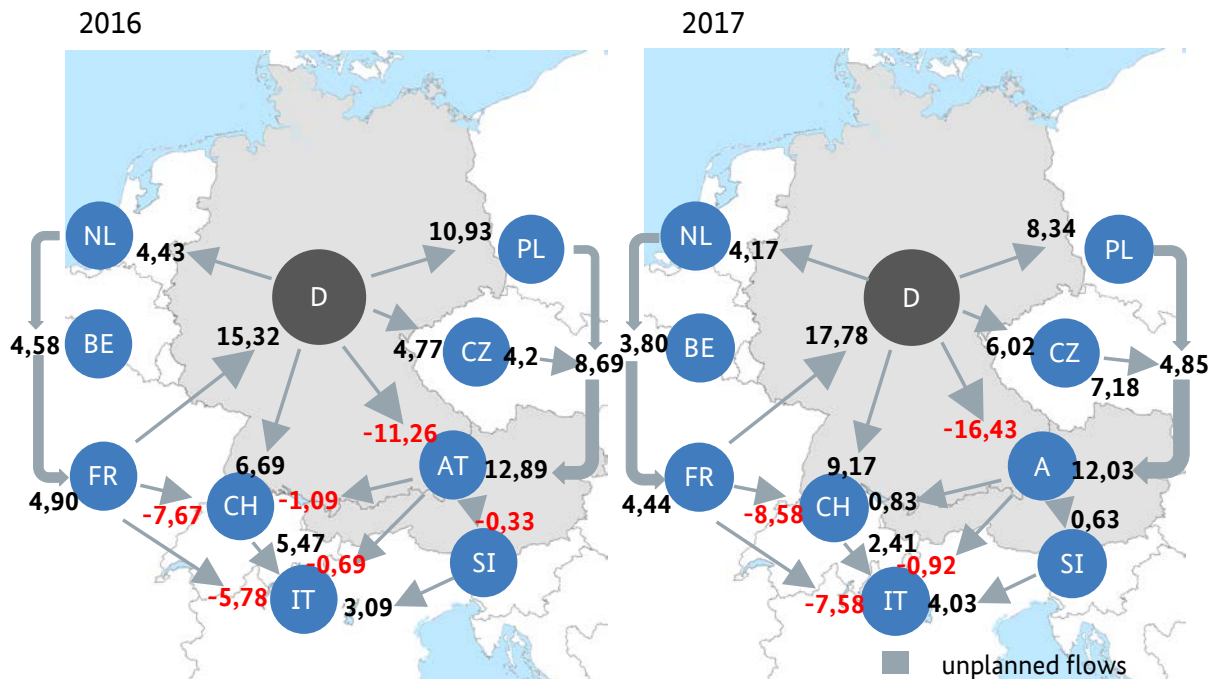 2016
NL
4,43
10,93
PL
D
4,58
BE
15,32
4,77
CZ
4,2
8,69
-11,26
FR
4,90
6,69
AT
12,89
-7,67
CH
-1,09
-0,33
5,47
-0,69
SI
-5,78
IT
3,09
2017
NL
4,17
8,34
PL
D
3,80
BE
17,78
6,02
CZ
7,18
4,85
-16,43
FR
4,44
9,17
A
12,03
-8,58
CH
0,83
0,63
2,41
-0,92
SI
-7,58
IT
4,03
unplanned flows